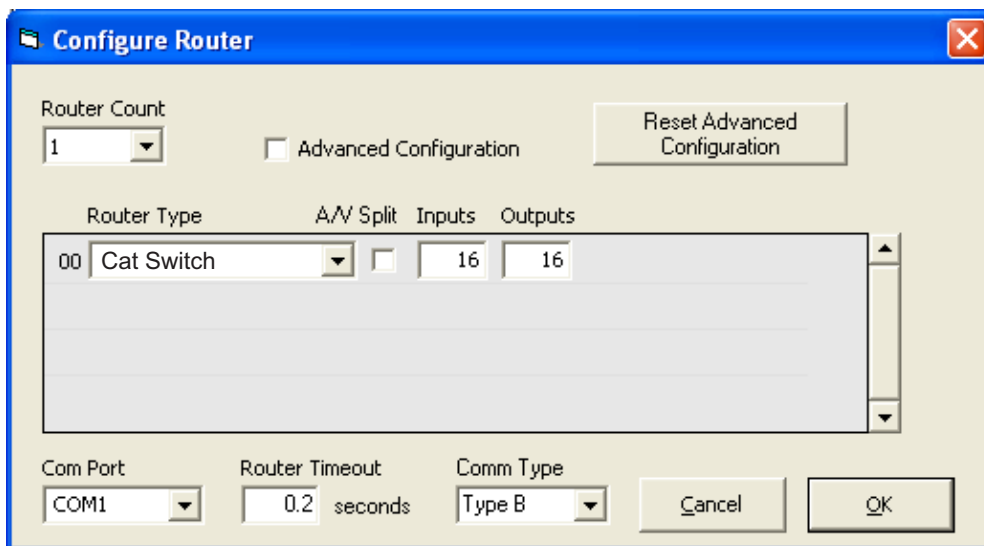 Configure Router
Router Count
1
Advanced Configuration
Reset Advanced
Configuration
Router Type A/V Split Inputs Outputs
00 Cat Switch 16 16
Com Port Router Timeout Comm Type
COM1 0.2 seconds Type B Cancel OK